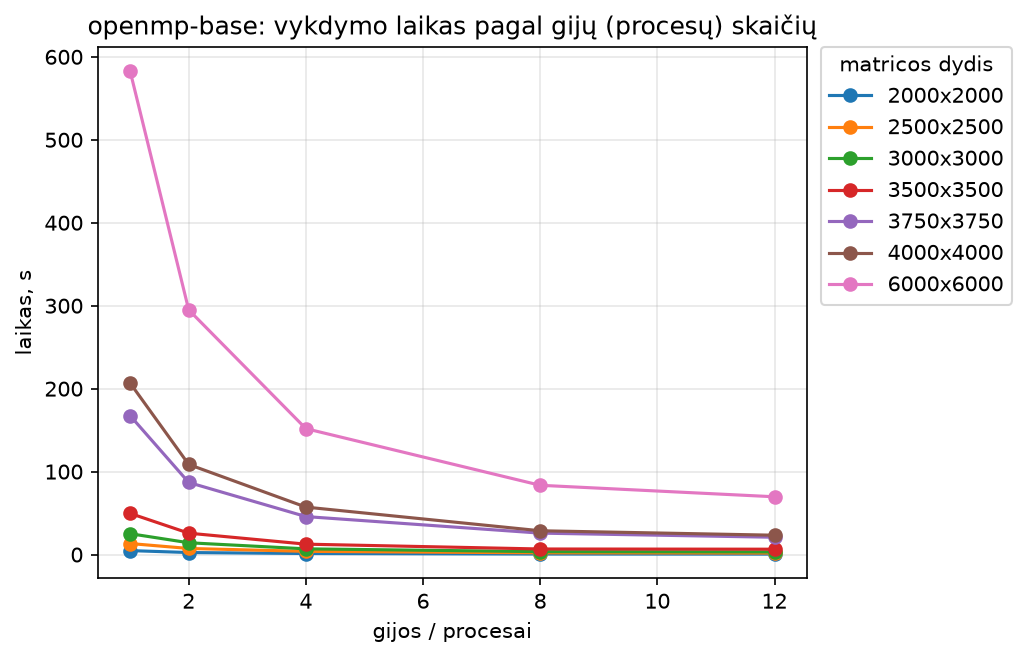 openmp-base: vykdymo laikas pagal gijų (procesų) skaičių
600
500
400
300
200
100
0
laikas, s
2
4
6
8
10
12
gijos / procesai
matricos dydis
2000x2000
2500x2500
3000x3000
3500x3500
3750x3750
4000x4000
6000x6000